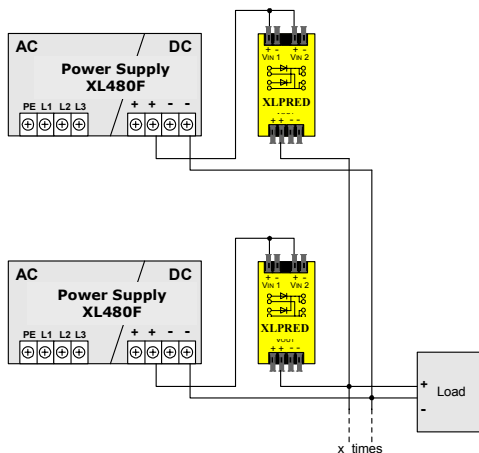 AC DC
Power Supply
XL480F
PE L1 L2 L3 + + - -
+ - + -
VIN 1 VIN 2
XLPRED
+ + - -
AC DC
Power Supply
XL480F
PE L1 L2 L3 + + - -
+ - + -
VIN 1 VIN 2
XLPRED
VOUT
+ + - -
+
Load
-
x times